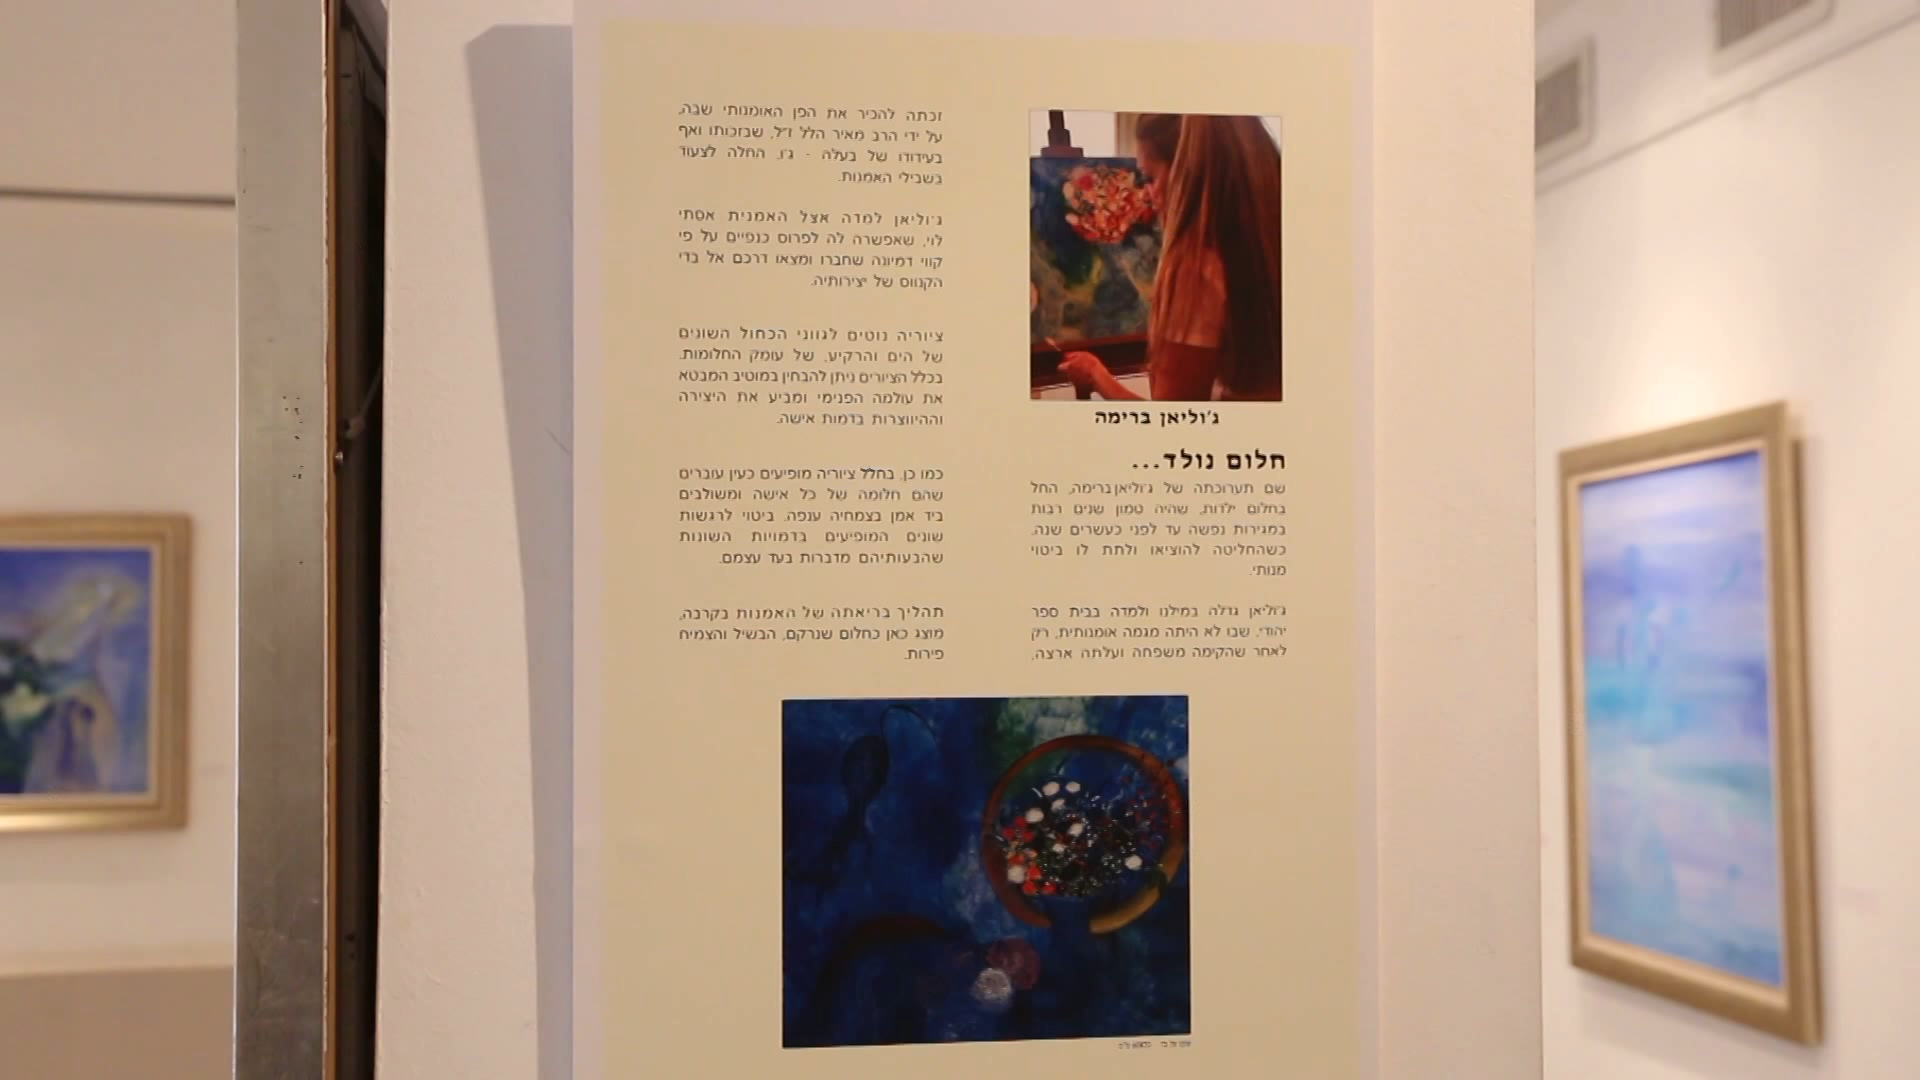 ג'וליאן ברימה
חלום נולד...
שם תערוכתה של ג'וליאן ברימה, החל
בחלום ילדות, שהיה טמון שנים רבות
במגירות נפשה עד לפני כעשרים שנה,
כשהחליטה להוציאו ולתת לו ביטוי
מנותי.
ג'וליאן גדלה במילנו ולמדה בבית ספר
יהודי, שבו לא היתה מגמה אומנותית, רק
לאחר שהקימה משפחה ועלתה ארצה,
זכתה להכיר את הפן האומנותי שבה,
על ידי הרב מאיר הלל ז"ל, שבזכותו ואף
בעידודו של בעלה - ג'ו, החלה לצעוד
בשבילי האמנות.
ג'וליאן למדה אצל האמנית אסתי
לוי, שאפשרה לה לפרוס כנפיים על פי
קווי דמיונה שחברו ומצאו דרכם אל בדי
הקנווס של יצירותיה.
ציוריה נוטים לגווני הכחול השונים
של הים והרקיע, של עומק החלומות.
בכלל הציורים ניתן להבחין במוטיב המבטא
את עולמה הפנימי ומביע את היצירה
וההיווצרות בדמות אישה.
כמו כן, בחלל ציוריה מופיעים כעין עוברים
שהם חלומה של כל אישה ומשולבים
ביד אמן בצמחיה ענפה. ביטוי לרגשות
שונים המופיעים בדמויות השונות
שהבעותיהם מדברות בעד עצמם.
תהליך בריאתה של האמנות בקרבה,
מוצג כאן כחלום שנרקם, הבשיל והצמיח
פירות.
שמן על בד